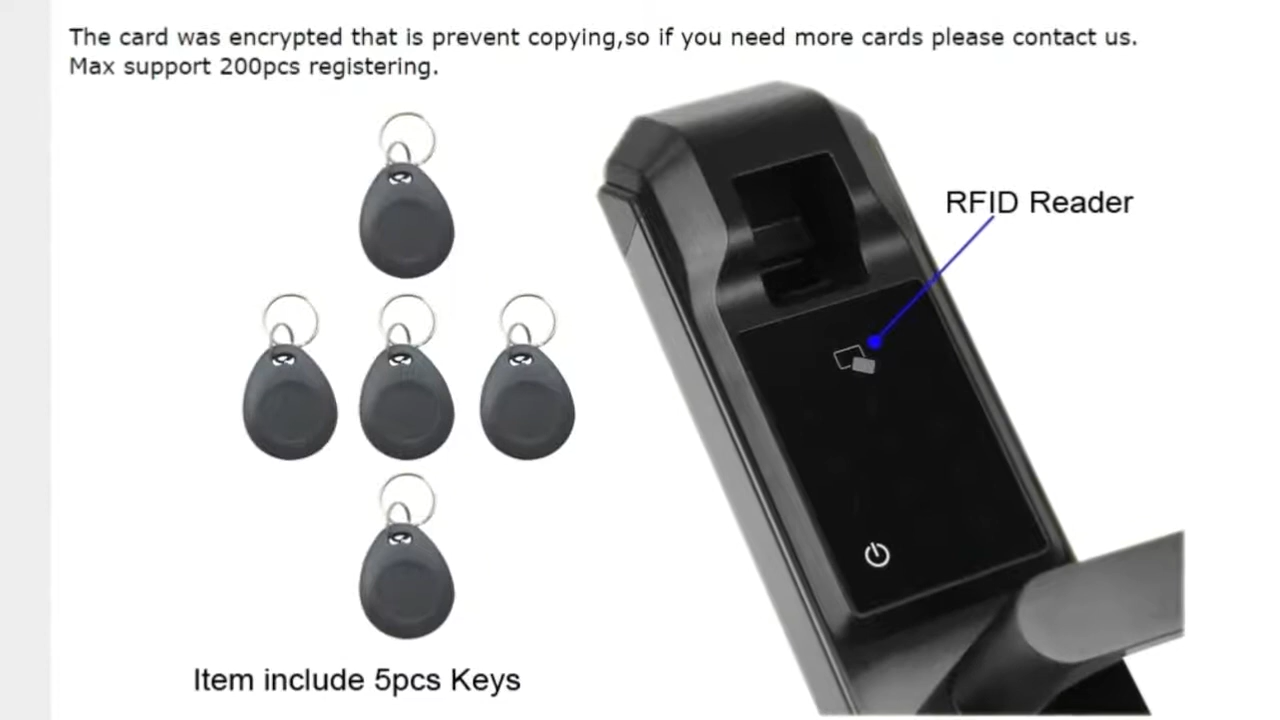 The card was encrypted that is prevent copying,so if you need more cards please contact us.
Max support 200pcs registering.
RFID Reader
Item include 5pcs Keys